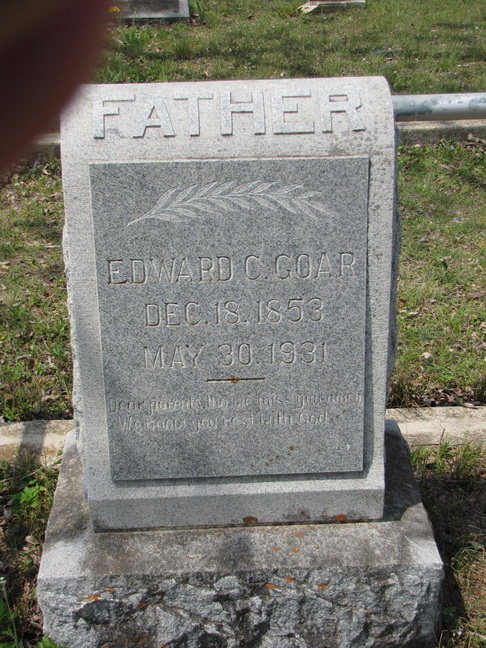 FATHER
EDWARD C. GOAR
DEC. 18. 1853
MAY 30. 1931
Dear parents, tho we miss you much
We know you rest with God.